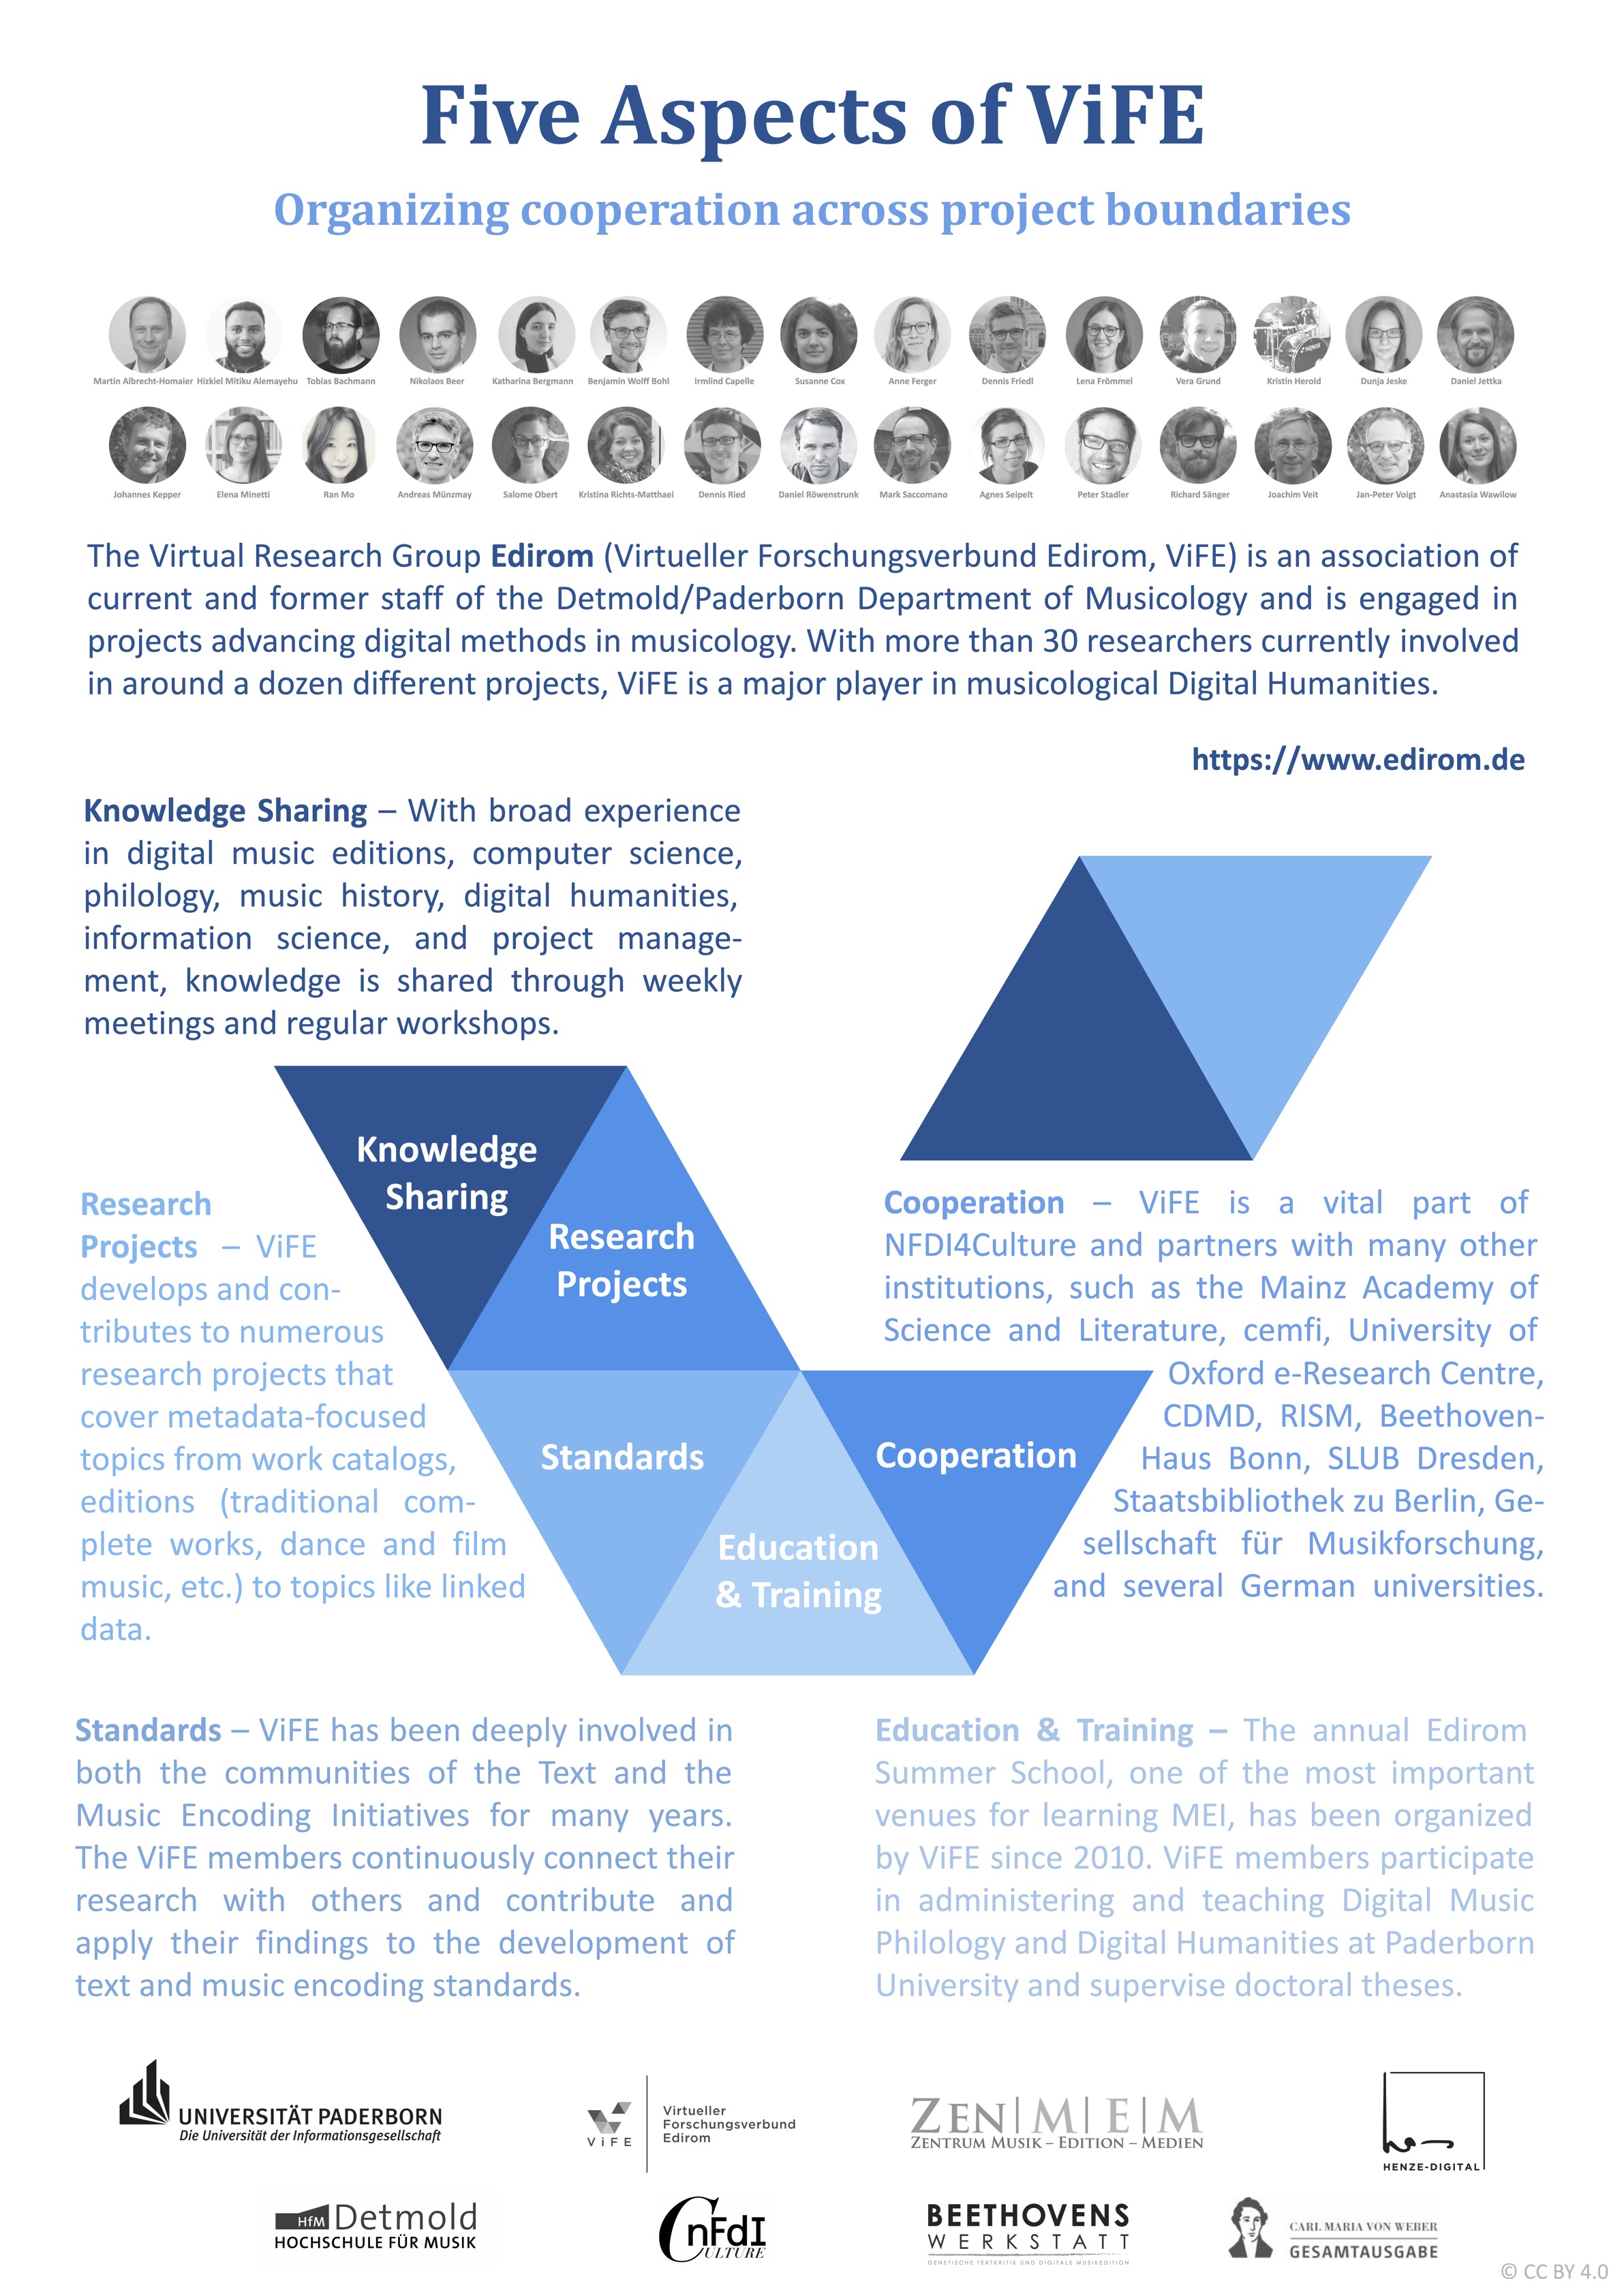 Five Aspects of ViFE
Organizing cooperation across project boundaries
Martin Albrecht-Homaier Hizkiel Mitiku Alemayehu Tobias Bachmann Nikolaos Beer Katharina Bergmann Benjamin Wolff Bohl Irmlind Capelle Susanne Cox Anne Ferger Dennis Friedl Lena Frömmel Vera Grund Kristin Herold Dunja Jeske Daniel Jettka
Johannes Kepper Elena Minetti Ran Mo Andreas Münzmay Salome Obert Kristina Richts-Matthaei Dennis Ried Daniel Röwenstrunk Mark Saccomano Agnes Seipelt Peter Stadler Richard Sänger Joachim Veit Jan-Peter Voigt Anastasia Wawilow
The Virtual Research Group Edirom (Virtueller Forschungsverbund Edirom, ViFE) is an association of
current and former staff of the Detmold/Paderborn Department of Musicology and is engaged in
projects advancing digital methods in musicology. With more than 30 researchers currently involved
in around a dozen different projects, ViFE is a major player in musicological Digital Humanities.
https://www.edirom.de
Knowledge Sharing – With broad experience
in digital music editions, computer science,
philology, music history, digital humanities,
information science, and project manage-
ment, knowledge is shared through weekly
meetings and regular workshops.
Knowledge
Sharing
Research
Projects
Standards
Education
& Training
Cooperation
Research
Projects – ViFE
develops and con-
tributes to numerous
research projects that
cover metadata-focused
topics from work catalogs,
editions (traditional com-
plete works, dance and film
music, etc.) to topics like linked
data.
Cooperation – ViFE is a vital part of
NFDI4Culture and partners with many other
institutions, such as the Mainz Academy of
Science and Literature, cemfi, University of
Oxford e-Research Centre,
CDMD, RISM, Beethoven-
Haus Bonn, SLUB Dresden,
Staatsbibliothek zu Berlin, Ge-
sellschaft für Musikforschung,
and several German universities.
Standards – ViFE has been deeply involved in
both the communities of the Text and the
Music Encoding Initiatives for many years.
The ViFE members continuously connect their
research with others and contribute and
apply their findings to the development of
text and music encoding standards.
Education & Training – The annual Edirom
Summer School, one of the most important
venues for learning MEI, has been organized
by ViFE since 2010. ViFE members participate
in administering and teaching Digital Music
Philology and Digital Humanities at Paderborn
University and supervise doctoral theses.
UNIVERSITÄT PADERBORN
Die Universität der Informationsgesellschaft
ViFE
Virtueller
Forschungsverbund
Edirom
ZEN|M|E|M
ZENTRUM MUSIK – EDITION – MEDIEN
HENZE-DIGITAL
HfM Detmold
HOCHSCHULE FÜR MUSIK
nFdI
CULTURE
BEETHOVENS
WERKSTATT
GENETISCHE TEXTKRITIK UND DIGITALE MUSIKEDITION
CARL MARIA VON WEBER
GESAMTAUSGABE
© CC BY 4.0